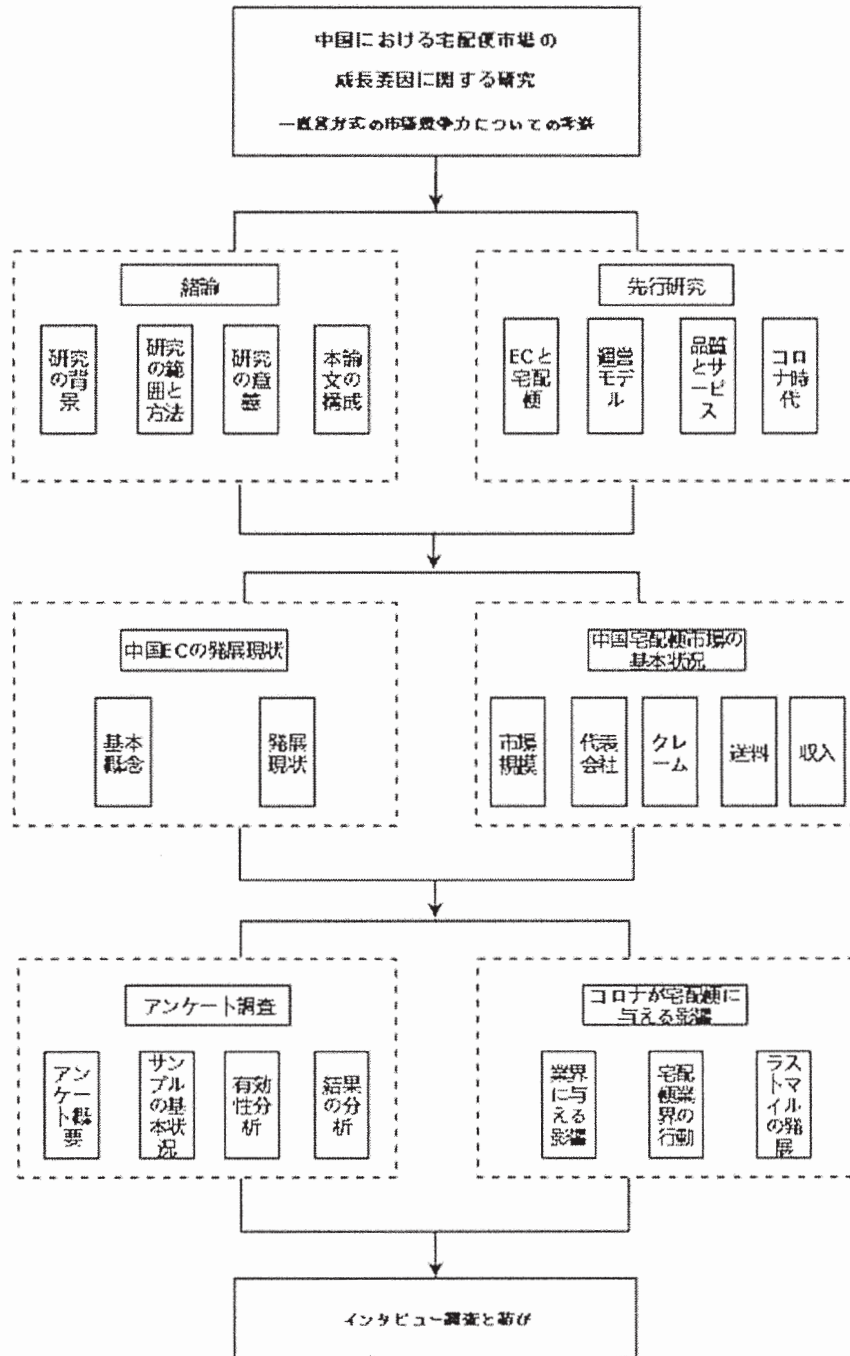 中国における宅配便市場の
成長要因に関する研究
—直営方式の市場競争力についての考察
緒論
研究
の背
景
研究
の範
囲と
方法
研究
の意
義
本論
文の
構成
先行研究
ECと
宅配
便
運営
モデ
ル
品質
とサ
ービ
ス
コロ
ナ時
代
中国ECの発展現状
基本
概念
発展
現状
中国宅配便市場の
基本状況
市場
規模
代表
会社
クレ
ーム
送料
収入
アンケート調査
アン
ケー
ト概
要
サン
プル
の基
本状
況
有効
性分
析
結果
の分
析
コロナが宅配便に
与える影響
業界
に与
える
影響
宅配
便業
界の
行動
ラス
トマ
イル
の発
展
インタビュー調査と結び